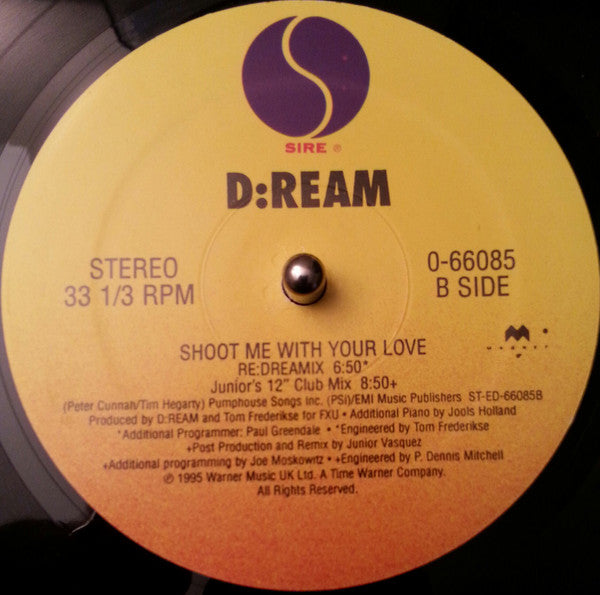 SIRE ®
D:REAM
STEREO
33 1/3 RPM
0-66085
B SIDE
MAGNET
SHOOT ME WITH YOUR LOVE
RE:DREAMIX 6:50*
Junior's 12" Club Mix 8:50+
(Peter Cunnah/Tim Hegarty) Pumphouse Songs Inc. (PSi)/EMI Music Publishers ST-ED-66085B
Produced by D:REAM and Tom Frederikse for FXU • Additional Piano by Jools Holland
*Additional Programmer: Paul Greendale • *Engineered by Tom Frederikse
+Post Production and Remix by Junior Vasquez
+Additional programming by Joe Moskowitz • +Engineered by P. Dennis Mitchell
℗ 1995 Warner Music UK Ltd. A Time Warner Company.
All Rights Reserved.